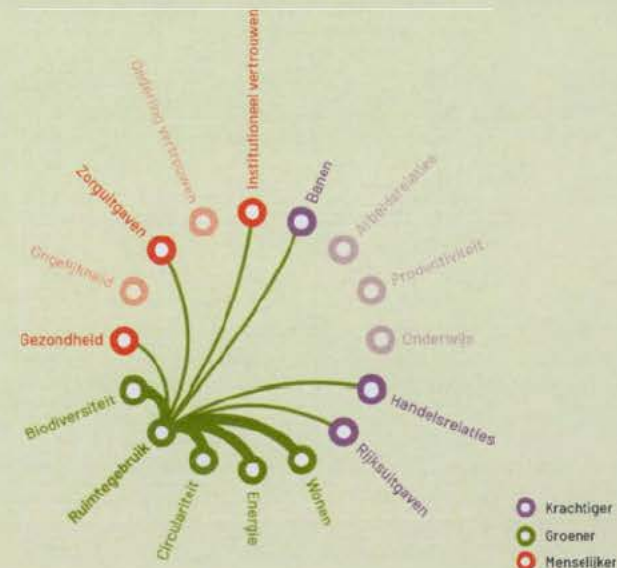 Institutioneel vertrouwen
Onderling vertrouwen
Banen
Zorguitgaven
Arbeidsrelaties
Ongelijkheid
Productiviteit
Gezondheid
Onderwijs
Biodiversiteit
Handelsrelaties
Ruimtegebruik
Rijksuitgaven
Circulariteit
Energie
Wonen
Krachtiger
Groener
Menselijker